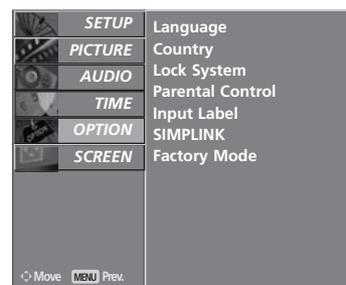 SETUP
PICTURE
AUDIO
TIME
OPTION
SCREEN
Language
Country
Lock System
Parental Control
Input Label
SIMPLINK
Factory Mode
Move MENU Prev.